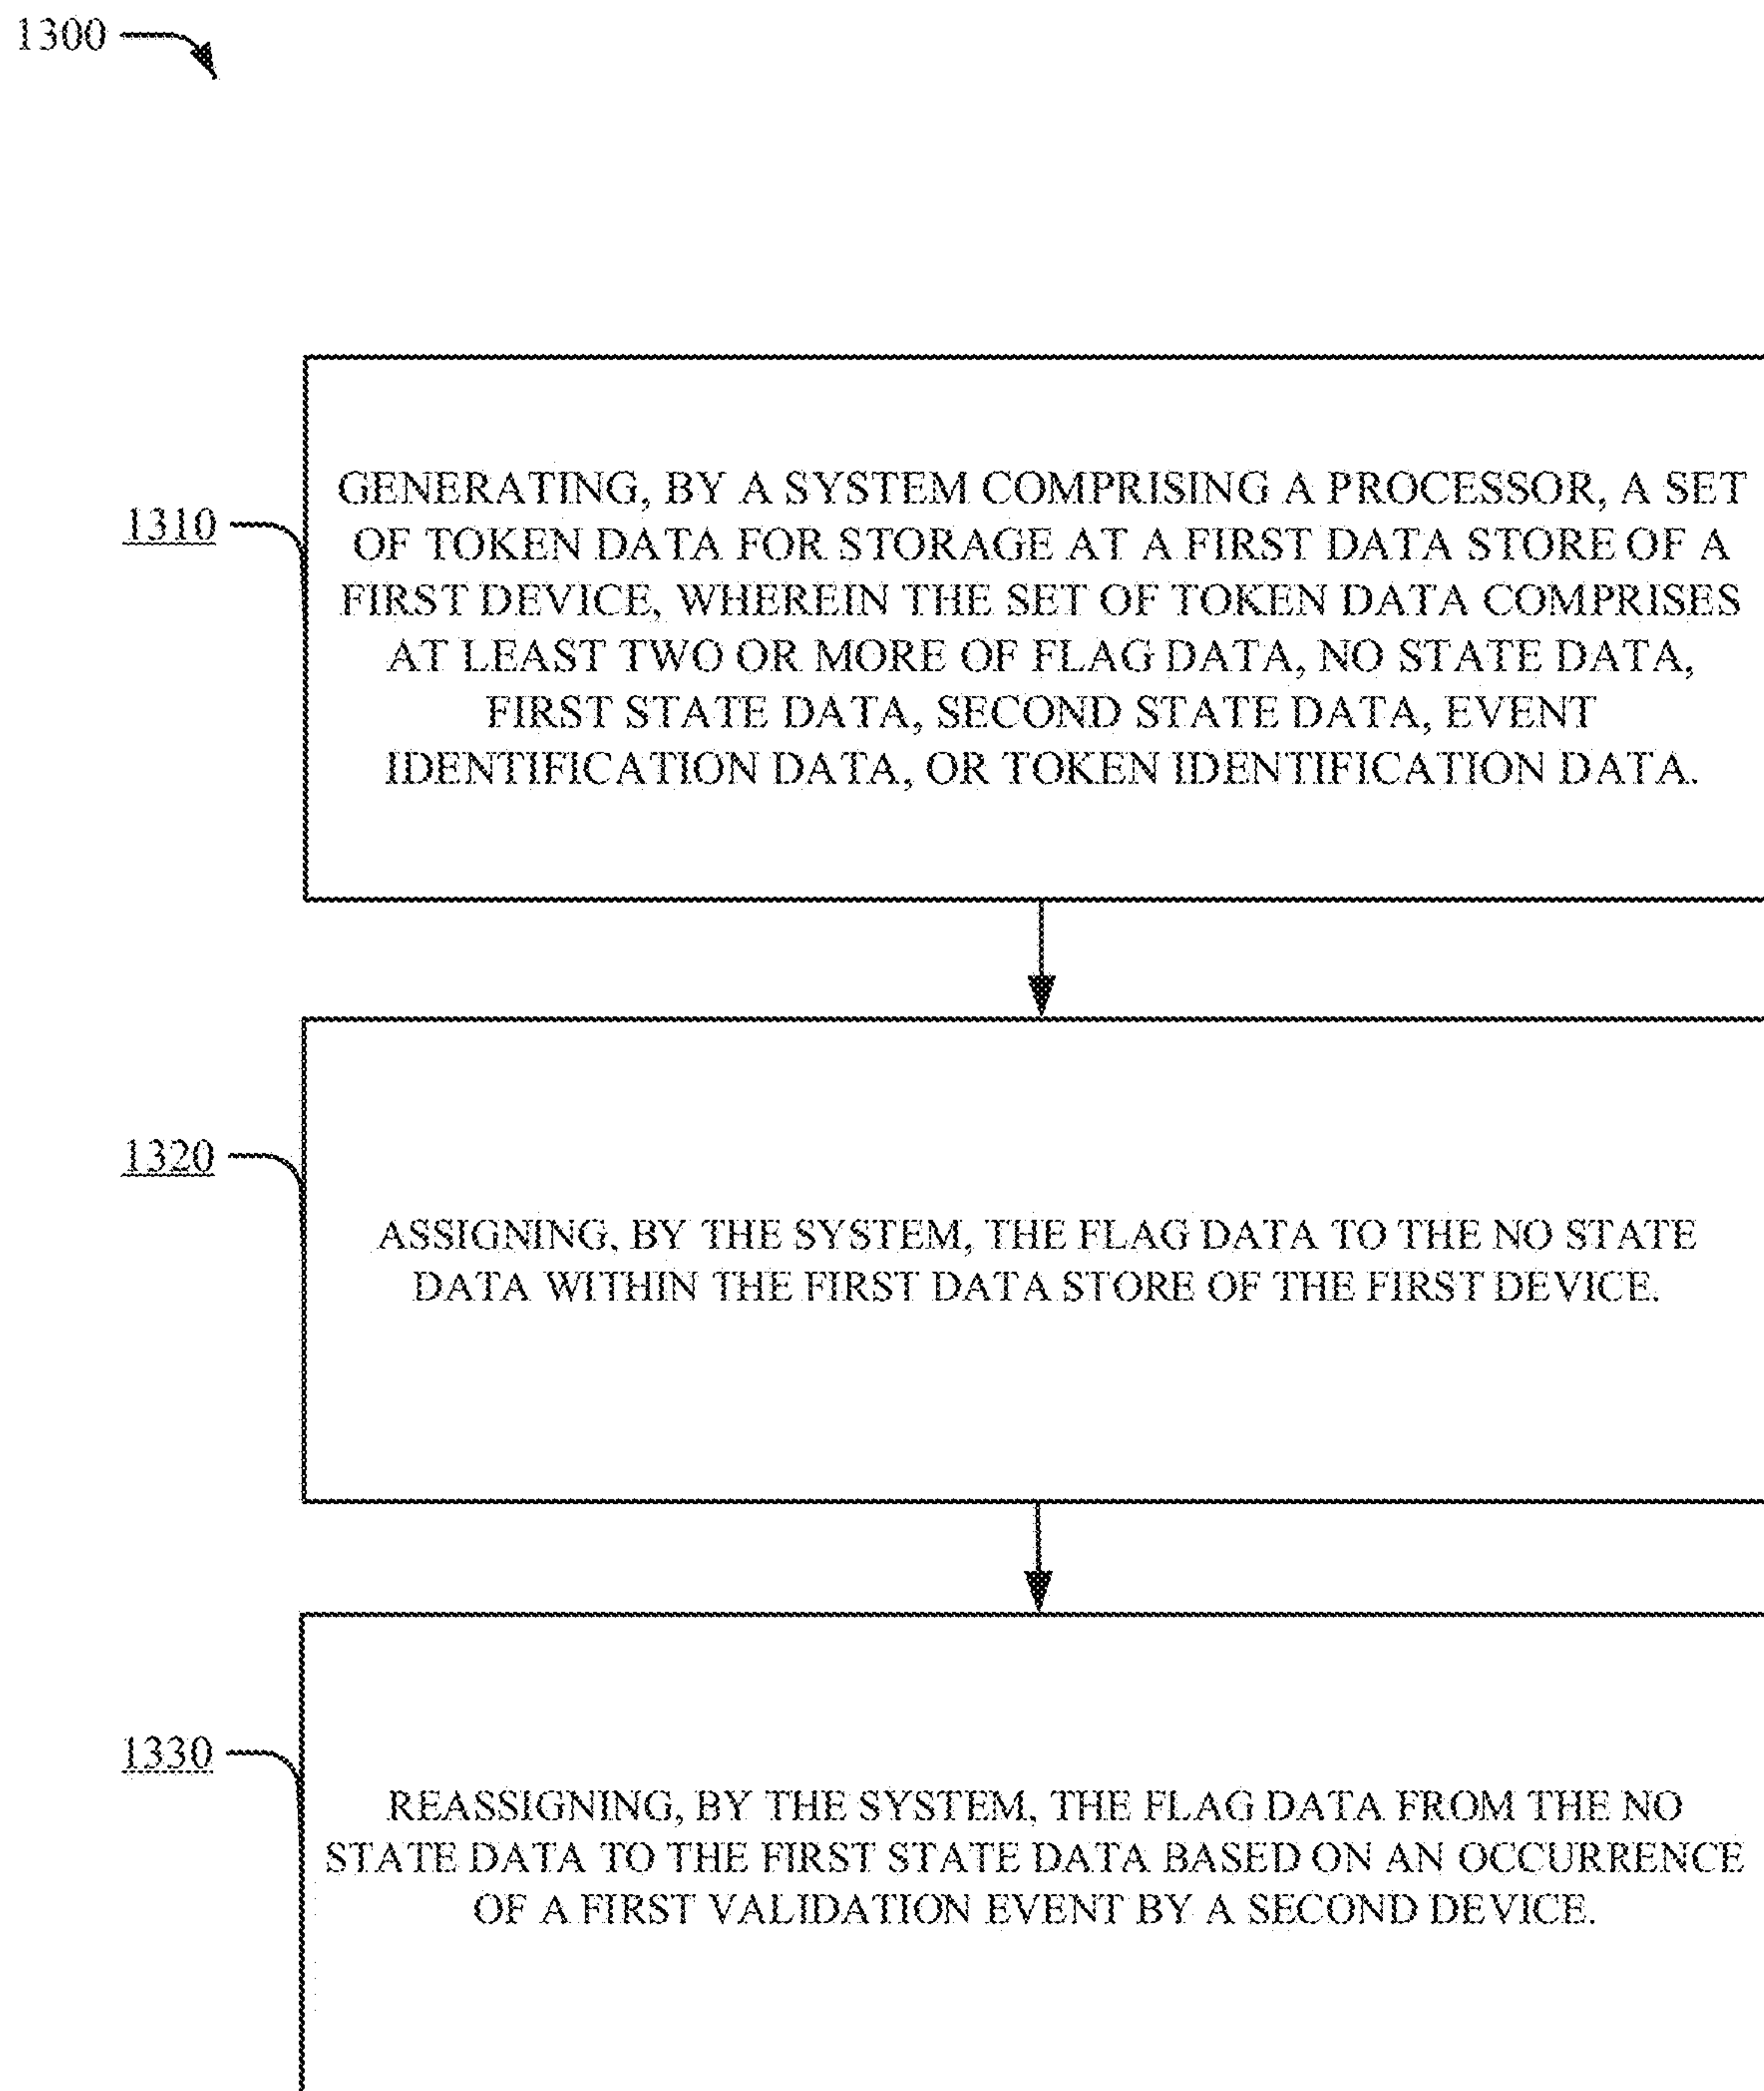 1300
1310
GENERATING, BY A SYSTEM COMPRISING A PROCESSOR, A SET
OF TOKEN DATA FOR STORAGE AT A FIRST DATA STORE OF A
FIRST DEVICE, WHEREIN THE SET OF TOKEN DATA COMPRISES
AT LEAST TWO OR MORE OF FLAG DATA, NO STATE DATA,
FIRST STATE DATA, SECOND STATE DATA, EVENT
IDENTIFICATION DATA, OR TOKEN IDENTIFICATION DATA.
1320
ASSIGNING, BY THE SYSTEM, THE FLAG DATA TO THE NO STATE
DATA WITHIN THE FIRST DATA STORE OF THE FIRST DEVICE.
1330
REASSIGNING, BY THE SYSTEM, THE FLAG DATA FROM THE NO
STATE DATA TO THE FIRST STATE DATA BASED ON AN OCCURRENCE
OF A FIRST VALIDATION EVENT BY A SECOND DEVICE.